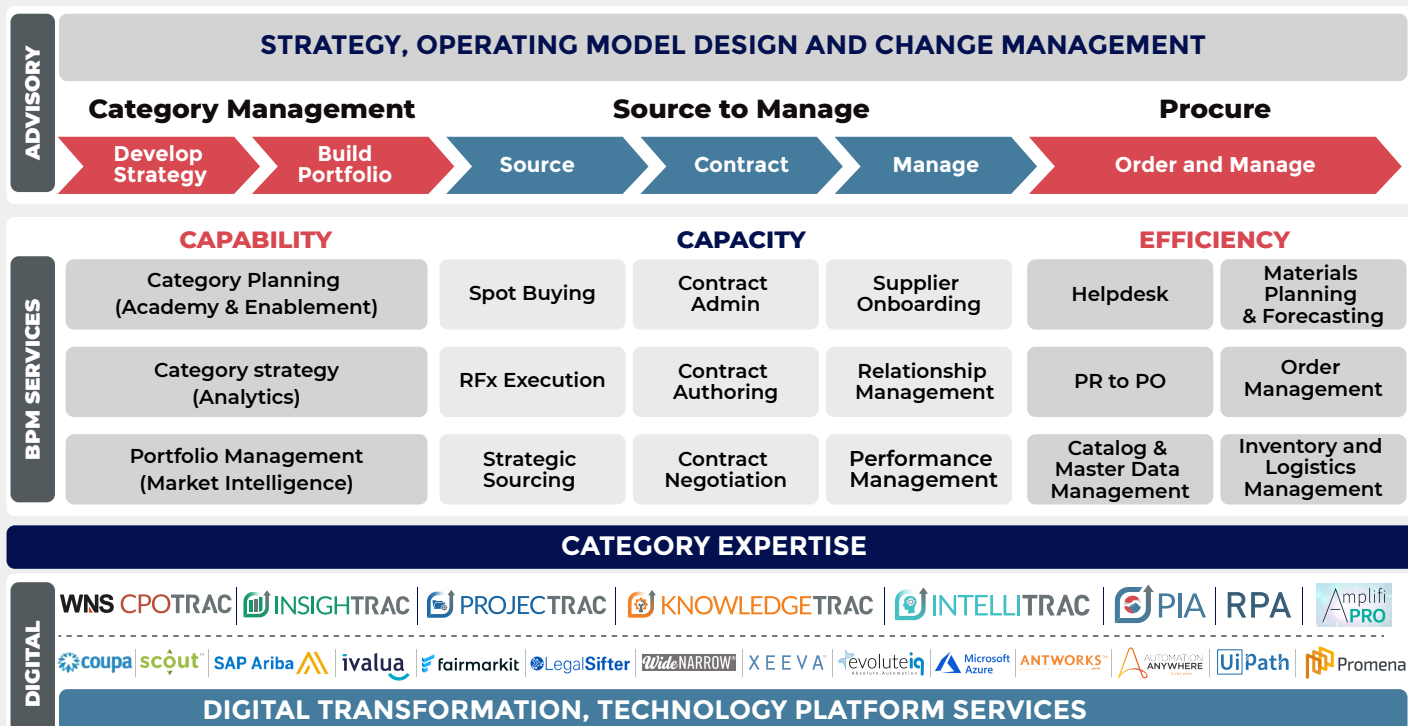 ADVISORY
STRATEGY, OPERATING MODEL DESIGN AND CHANGE MANAGEMENT
Category Management
Source to Manage
Procure
Develop
Strategy
Build
Portfolio
Source
Contract
Manage
Order and Manage
BPM SERVICES
CAPABILITY
CAPACITY
EFFICIENCY
Category Planning
(Academy & Enablement)
Spot Buying
Contract
Admin
Supplier
Onboarding
Helpdesk
Materials
Planning
& Forecasting
Category strategy
(Analytics)
RFx Execution
Contract
Authoring
Relationship
Management
PR to PO
Order
Management
Portfolio Management
(Market Intelligence)
Strategic
Sourcing
Contract
Negotiation
Performance
Management
Catalog &
Master Data
Management
Inventory and
Logistics
Management
CATEGORY EXPERTISE
DIGITAL
WNS CPOTRAC
INSIGHTRAC
PROJECTRAC
KNOWLEDGETRAC
INTELLITRAC
PIA
RPA
Amplifi
PRO
coupa
scout™
SAP Ariba
ivalua
fairmarkit
LegalSifter
WideNARROW
XEEVA™
evoluteiq
Absolute. Automation.
Microsoft
Azure
ANTWORKS™
AUTOMATION
ANYWHERE
UiPath
Promena
DIGITAL TRANSFORMATION, TECHNOLOGY PLATFORM SERVICES